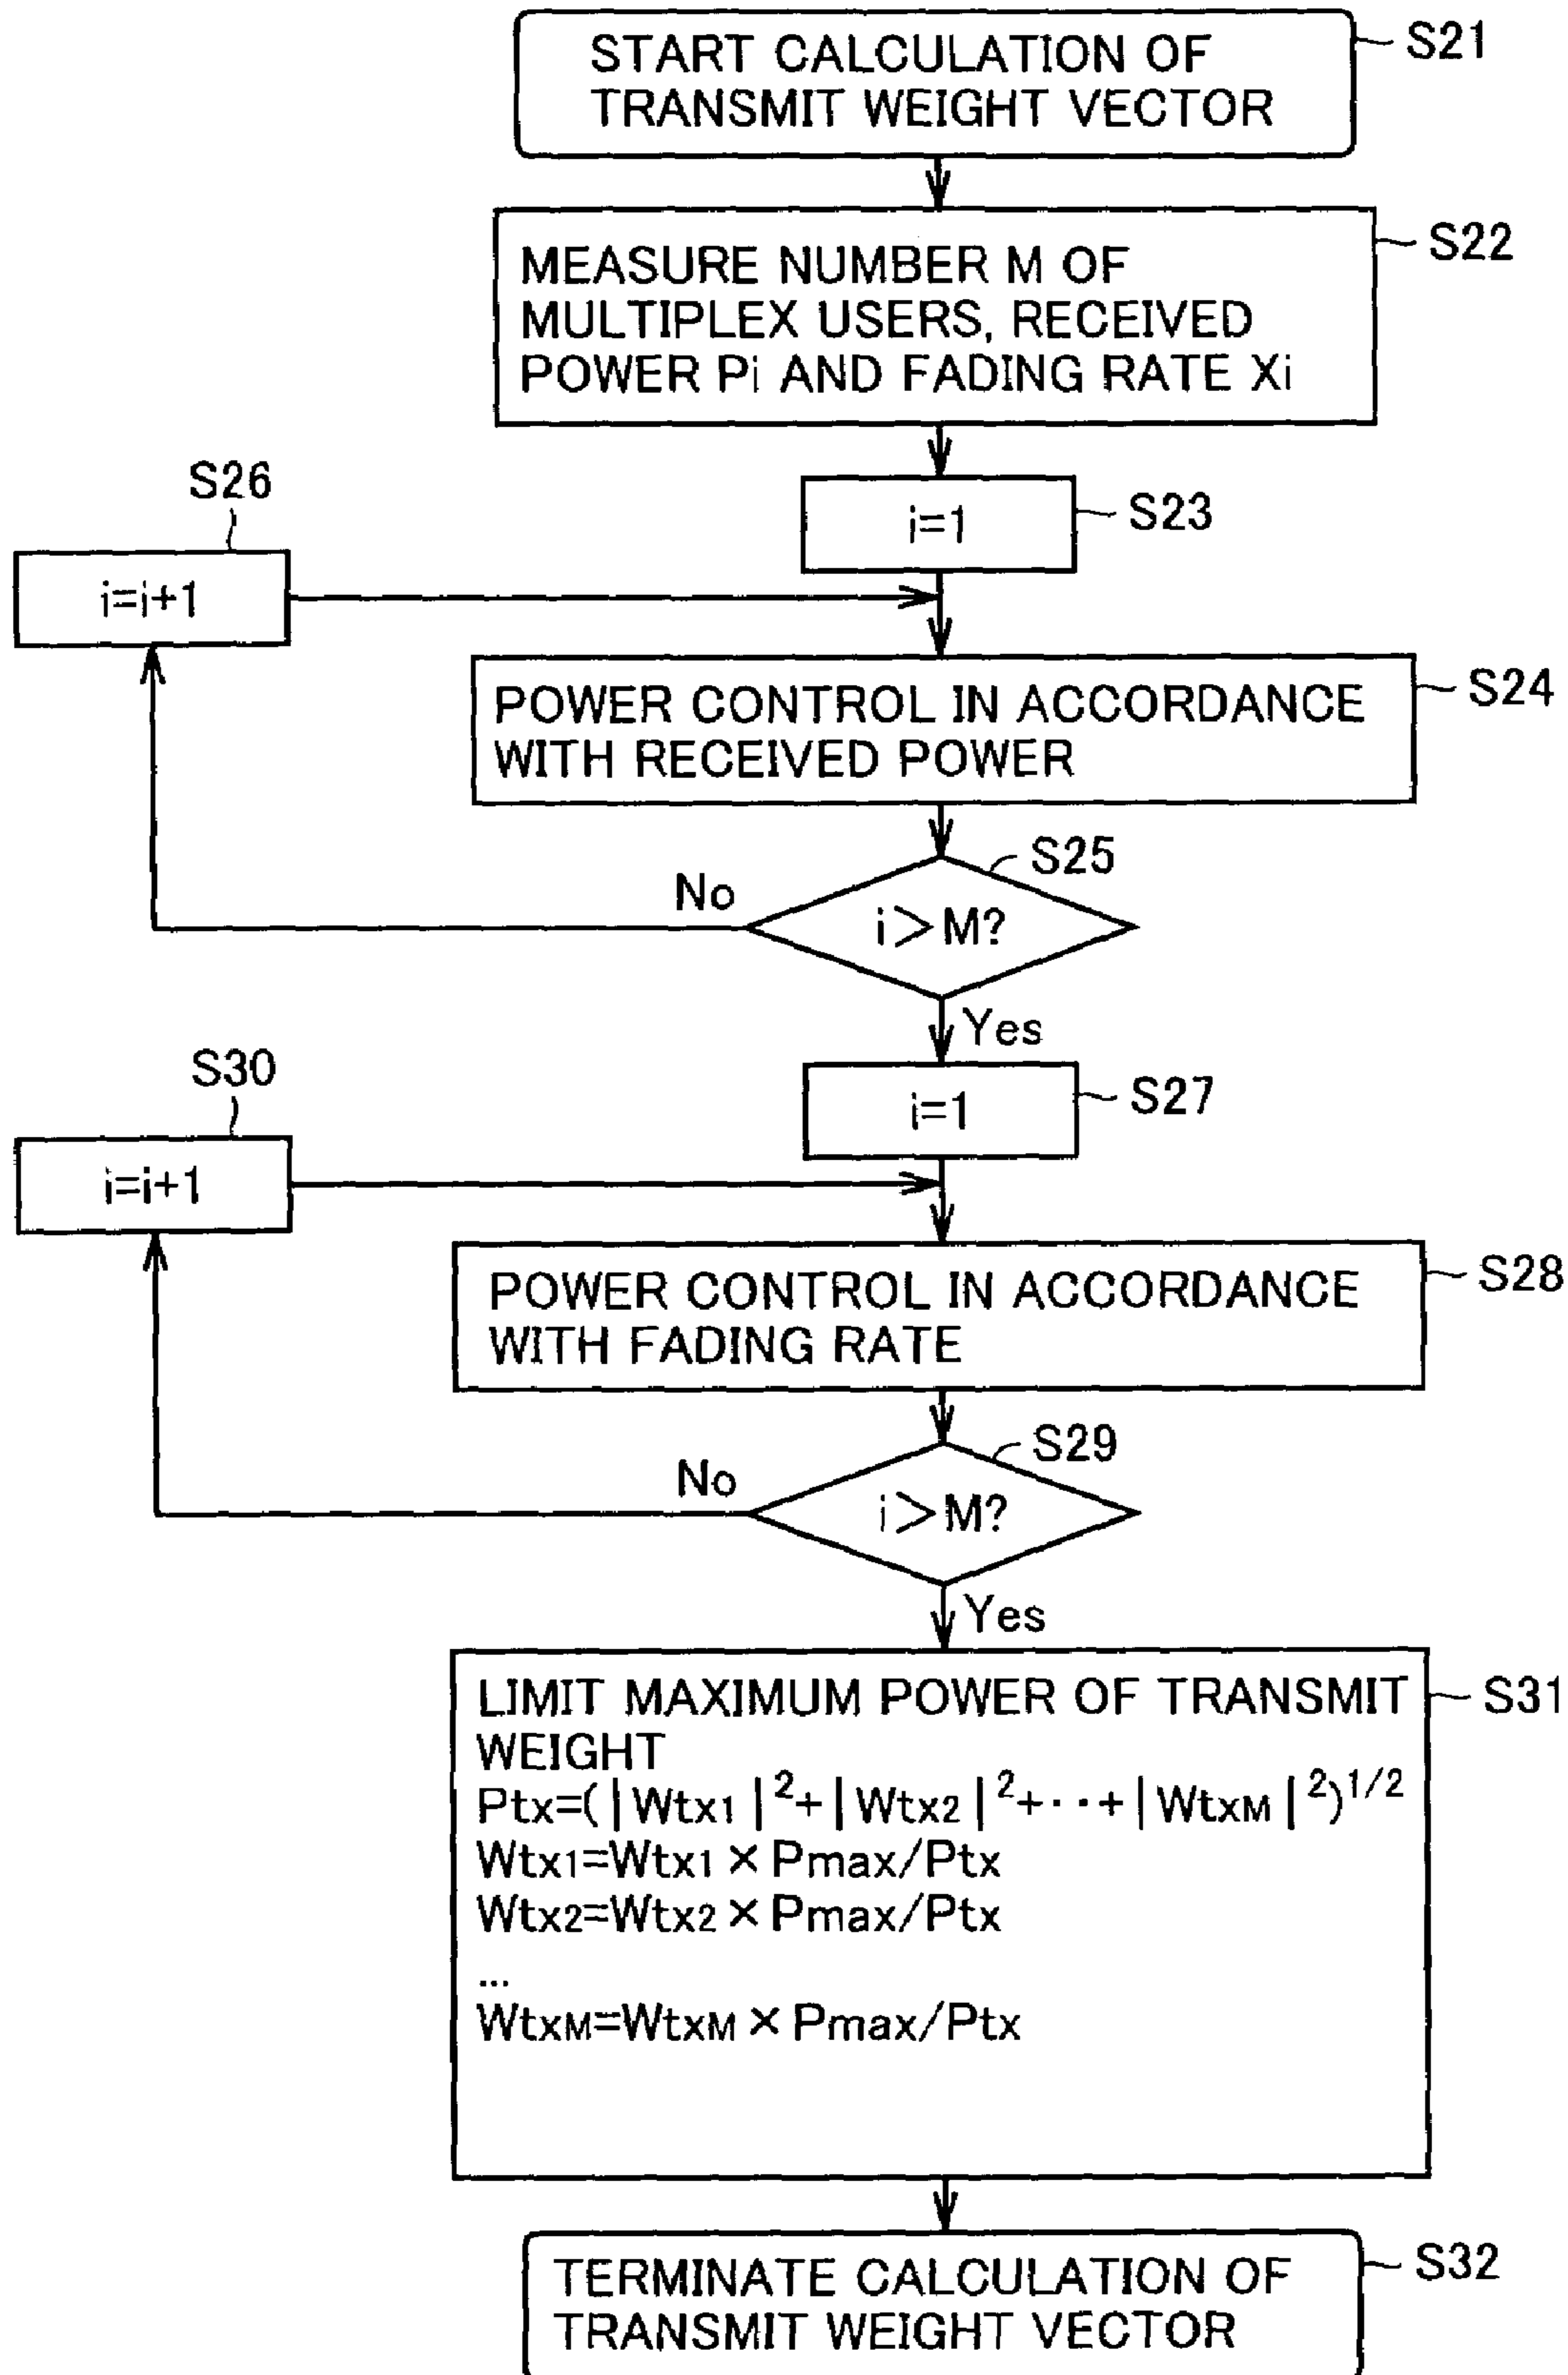 START CALCULATION OF
TRANSMIT WEIGHT VECTOR
S21
MEASURE NUMBER M OF
MULTIPLEX USERS, RECEIVED
POWER Pi AND FADING RATE Xi
S22
S26
i=1
S23
i=i+1
POWER CONTROL IN ACCORDANCE
WITH RECEIVED POWER
S24
S25
No
i>M?
Yes
S30
i=1
S27
i=i+1
POWER CONTROL IN ACCORDANCE
WITH FADING RATE
S28
S29
No
i>M?
Yes
LIMIT MAXIMUM POWER OF TRANSMIT
WEIGHT
S31
Ptx=(|Wtx1|²+|Wtx2|²+・・+|WtxM|²)^1/2
Wtx1=Wtx1×Pmax/Ptx
Wtx2=Wtx2×Pmax/Ptx
...
WtxM=WtxM×Pmax/Ptx
TERMINATE CALCULATION OF
TRANSMIT WEIGHT VECTOR
S32